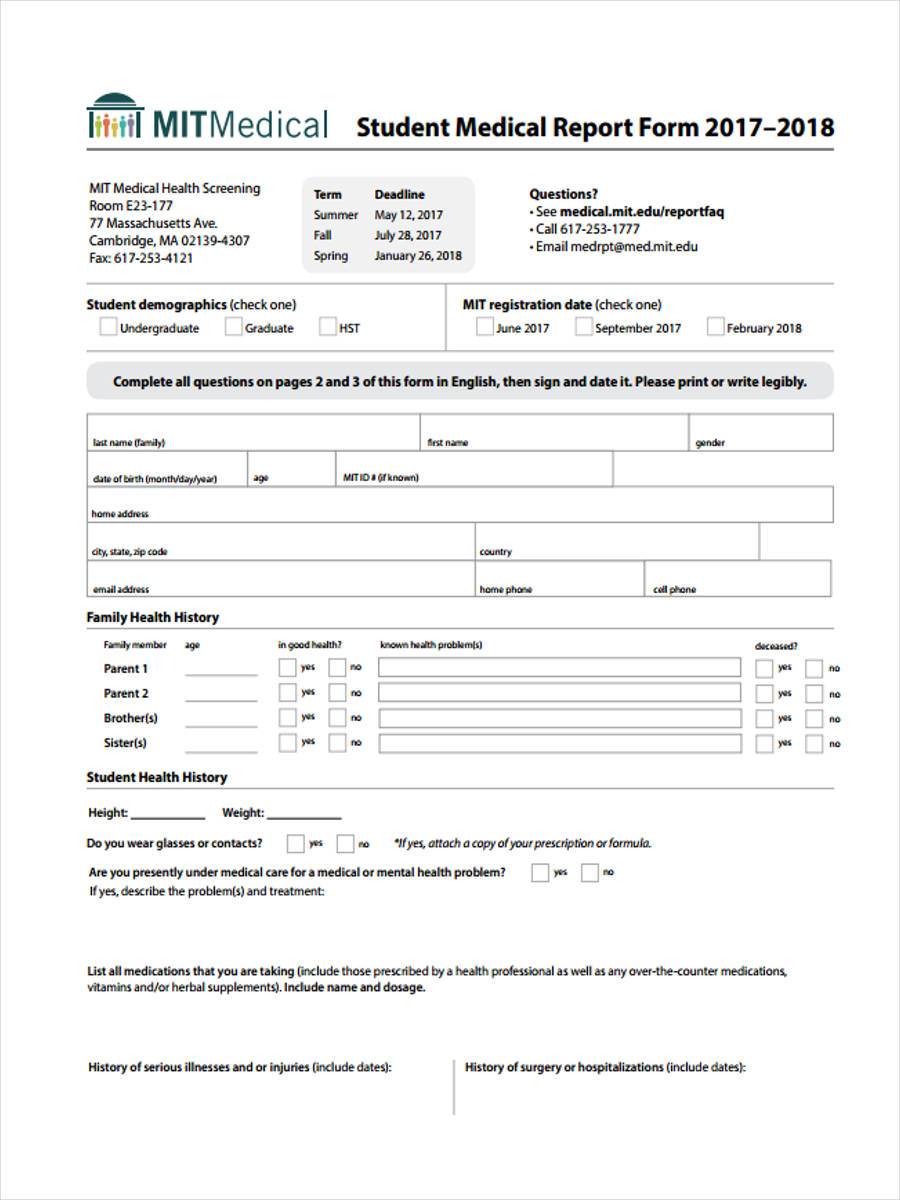 MITMedical
Student Medical Report Form 2017–2018
MIT Medical Health Screening
Room E23-177
77 Massachusetts Ave.
Cambridge, MA 02139-4307
Fax: 617-253-4121
Term Deadline
Summer May 12, 2017
Fall July 28, 2017
Spring January 26, 2018
Questions?
• See medical.mit.edu/reportfaq
• Call 617-253-1777
• Email medrpt@med.mit.edu
Student demographics (check one)
Undergraduate Graduate HST
MIT registration date (check one)
June 2017 September 2017 February 2018
Complete all questions on pages 2 and 3 of this form in English, then sign and date it. Please print or write legibly.
last name (family) first name gender
date of birth (month/day/year) age MIT ID # (if known)
home address
city, state, zip code country
email address home phone cell phone
Family Health History
Family member age in good health? known health problem(s) deceased?
Parent 1 yes no yes no
Parent 2 yes no yes no
Brother(s) yes no yes no
Sister(s) yes no yes no
Student Health History
Height: Weight:
Do you wear glasses or contacts? yes no *If yes, attach a copy of your prescription or formula.
Are you presently under medical care for a medical or mental health problem? yes no
If yes, describe the problem(s) and treatment:
List all medications that you are taking (include those prescribed by a health professional as well as any over-the-counter medications,
vitamins and/or herbal supplements). Include name and dosage.
History of serious illnesses and or injuries (include dates):
History of surgery or hospitalizations (include dates):